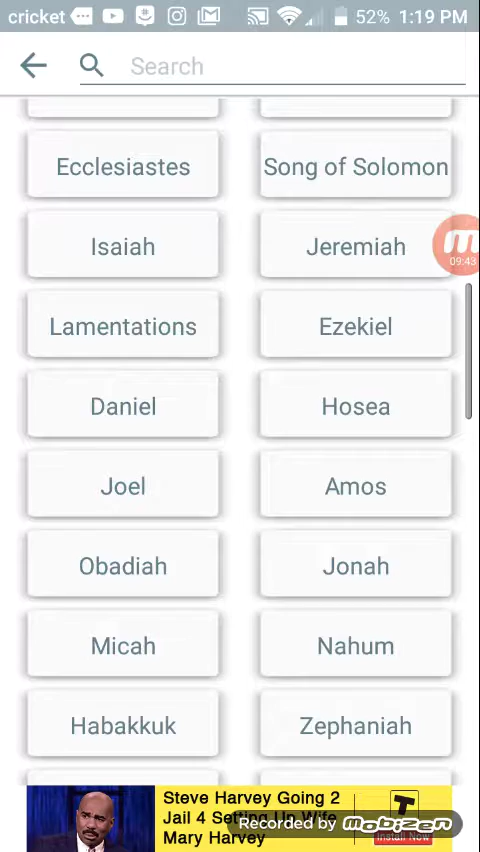 cricket 52% 1:19 PM
Search
Ecclesiastes Song of Solomon
Isaiah Jeremiah
09:43
Lamentations Ezekiel
Daniel Hosea
Joel Amos
Obadiah Jonah
Micah Nahum
Habakkuk Zephaniah
Steve Harvey Going 2
Jail 4 Setting Up Wife
Mary Harvey
Install Now
Recorded by Mobizen